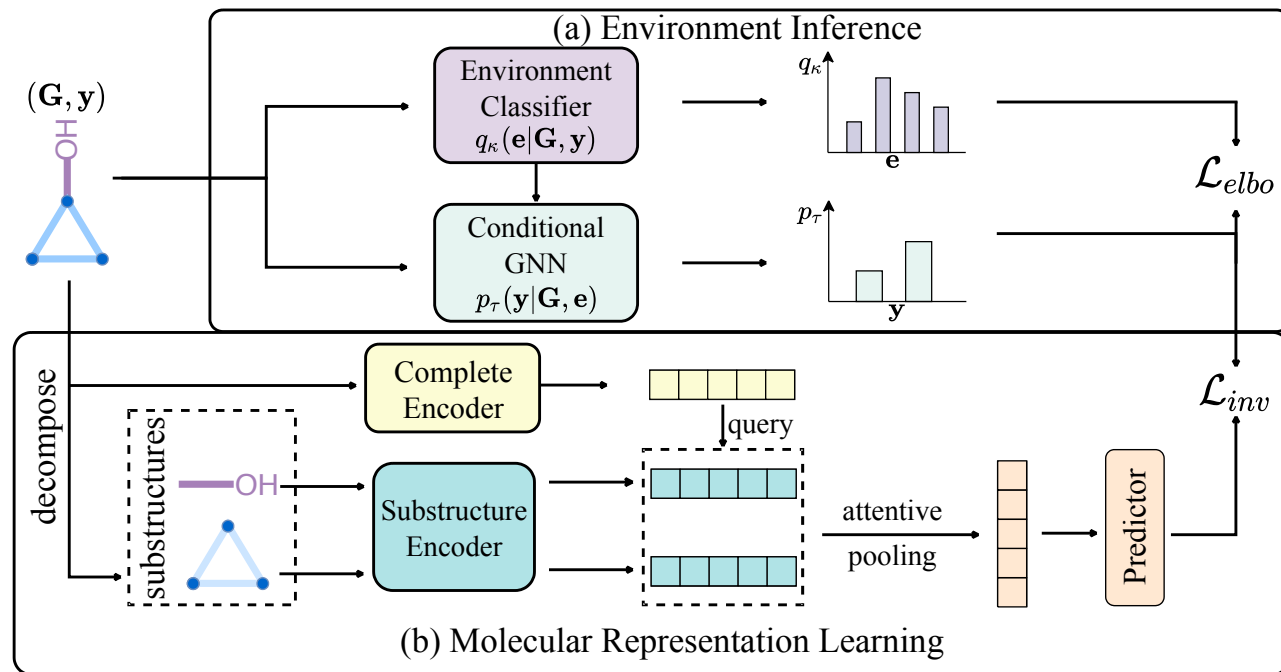 (a) Environment Inference
(G, y)
OH
Environment
Classifier
qκ(e|G, y)
qκ
e
Conditional
GNN
pτ(y|G, e)
pτ
y
ℒelbo
decompose
Complete
Encoder
query
ℒinv
substructures
OH
Substructure
Encoder
attentive
pooling
Predictor
(b) Molecular Representation Learning